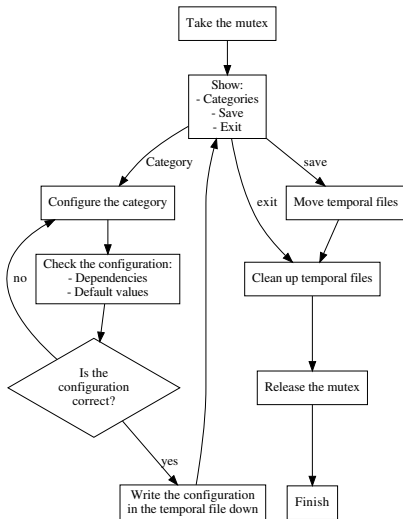 Take the mutex
Show:
- Categories
- Save
- Exit
Category
save
exit
Configure the category
Move temporal files
Check the configuration:
- Dependencies
- Default values
no
Clean up temporal files
Is the
configuration
correct?
Release the mutex
yes
Write the configuration
in the temporal file down
Finish